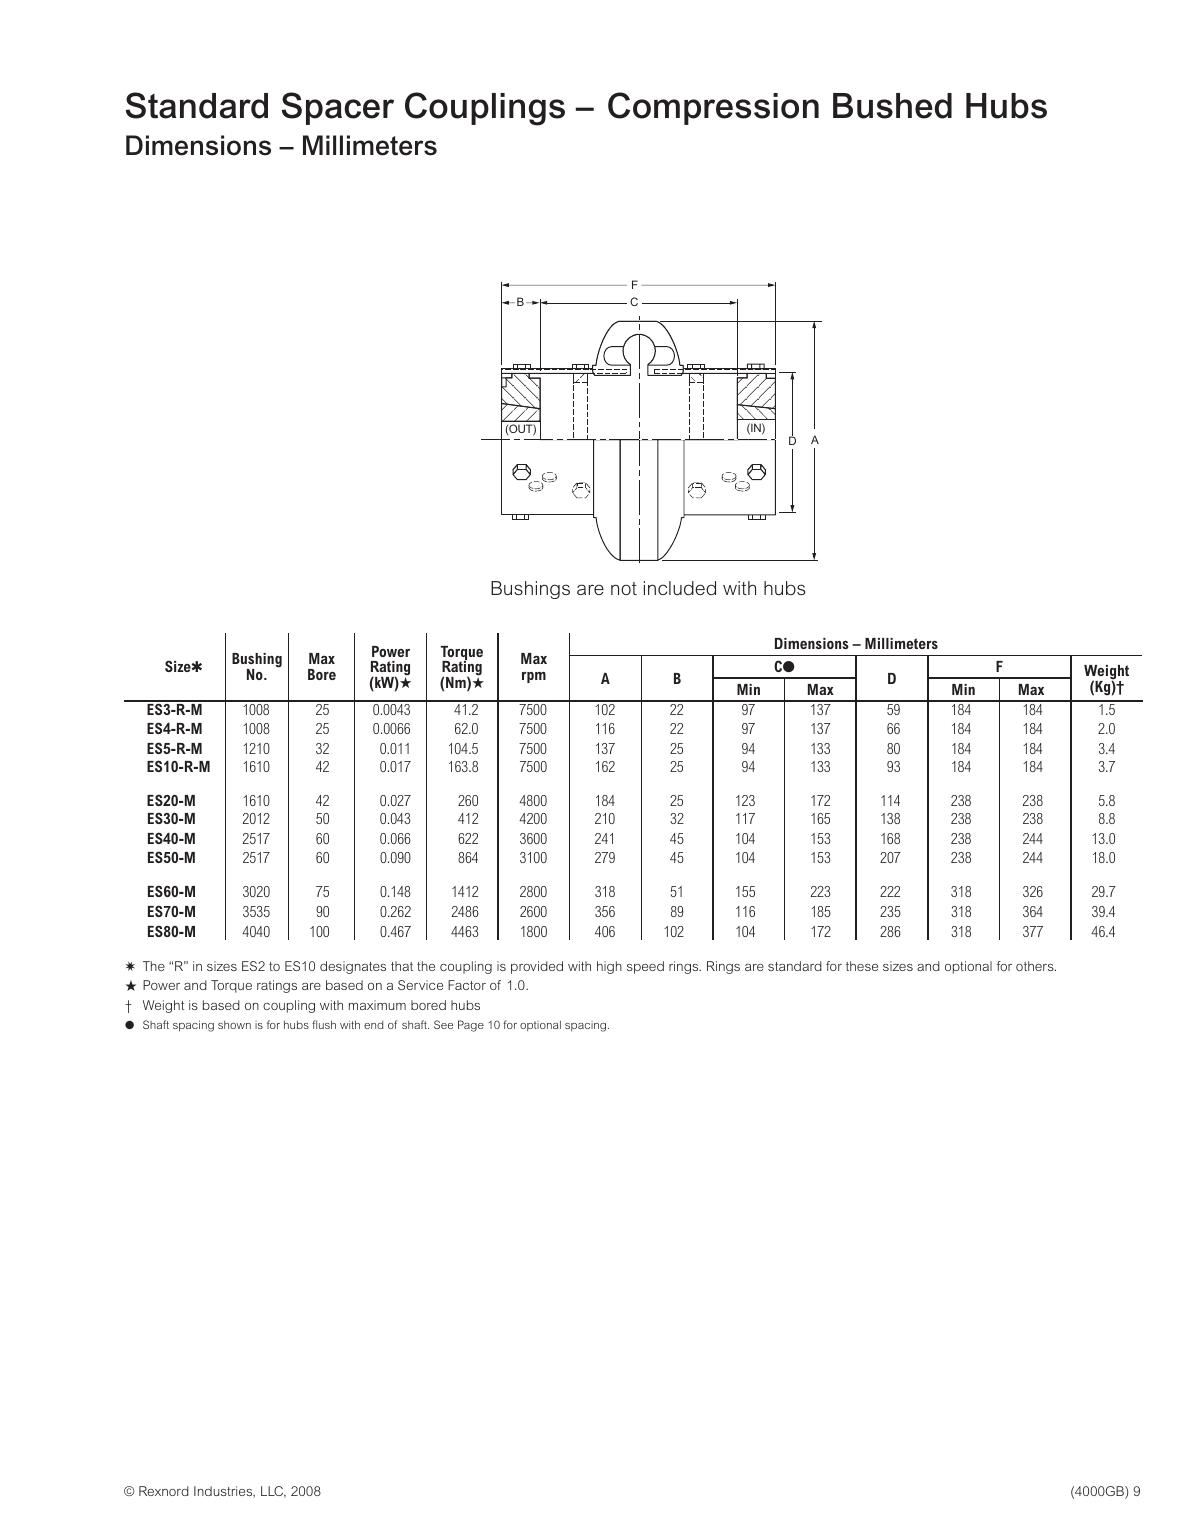 Standard Spacer Couplings – Compression Bushed Hubs
Dimensions – Millimeters
F
B C
(OUT) (IN)
D A
Bushings are not included with hubs
Size✱ Bushing No. Max Bore Power Rating (kW)★ Torque Rating (Nm)★ Max rpm Dimensions – Millimeters
A B C● D F Weight (Kg)†
Min Max Min Max
ES3-R-M 1008 25 0.0043 41.2 7500 102 22 97 137 59 184 184 1.5
ES4-R-M 1008 25 0.0066 62.0 7500 116 22 97 137 66 184 184 2.0
ES5-R-M 1210 32 0.011 104.5 7500 137 25 94 133 80 184 184 3.4
ES10-R-M 1610 42 0.017 163.8 7500 162 25 94 133 93 184 184 3.7
ES20-M 1610 42 0.027 260 4800 184 25 123 172 114 238 238 5.8
ES30-M 2012 50 0.043 412 4200 210 32 117 165 138 238 238 8.8
ES40-M 2517 60 0.066 622 3600 241 45 104 153 168 238 244 13.0
ES50-M 2517 60 0.090 864 3100 279 45 104 153 207 238 244 18.0
ES60-M 3020 75 0.148 1412 2800 318 51 155 223 222 318 326 29.7
ES70-M 3535 90 0.262 2486 2600 356 89 116 185 235 318 364 39.4
ES80-M 4040 100 0.467 4463 1800 406 102 104 172 286 318 377 46.4
✱ The “R” in sizes ES2 to ES10 designates that the coupling is provided with high speed rings. Rings are standard for these sizes and optional for others.
★ Power and Torque ratings are based on a Service Factor of 1.0.
† Weight is based on coupling with maximum bored hubs
● Shaft spacing shown is for hubs flush with end of shaft. See Page 10 for optional spacing.
© Rexnord Industries, LLC, 2008 (4000GB) 9